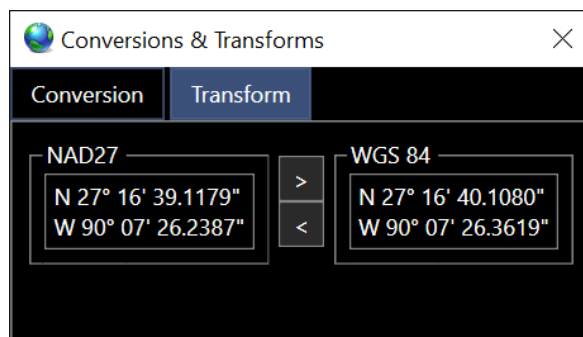 Conversions & Transforms
Conversion
Transform
NAD27
N 27° 16' 39.1179"
W 90° 07' 26.2387"
>
<
WGS 84
N 27° 16' 40.1080"
W 90° 07' 26.3619"